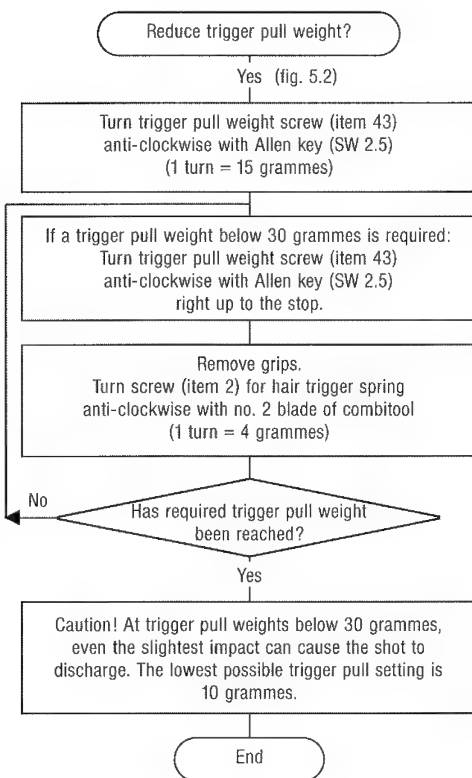 Reduce trigger pull weight?
Yes (fig. 5.2)
Turn trigger pull weight screw (item 43)
anti-clockwise with Allen key (SW 2.5)
(1 turn = 15 grammes)
If a trigger pull weight below 30 grammes is required:
Turn trigger pull weight screw (item 43)
anti-clockwise with Allen key (SW 2.5)
right up to the stop.
Remove grips.
Turn screw (item 2) for hair trigger spring
anti-clockwise with no. 2 blade of combitool
(1 turn = 4 grammes)
No
Has required trigger pull weight
been reached?
Yes
Caution! At trigger pull weights below 30 grammes,
even the slightest impact can cause the shot to
discharge. The lowest possible trigger pull setting is
10 grammes.
End